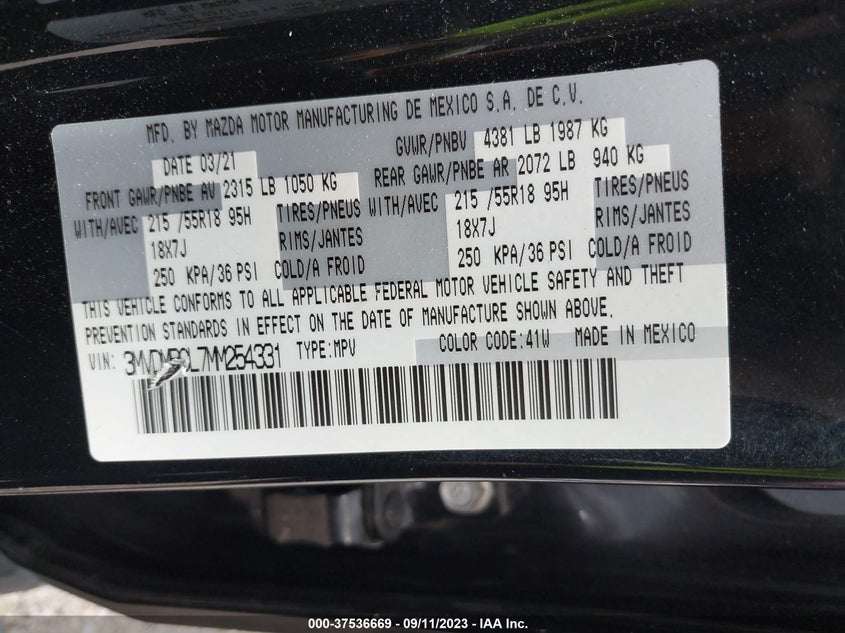 MFD. BY MAZDA MOTOR MANUFACTURING DE MEXICO S.A. DE C.V.
DATE 03/21 GVWR/PNBV 4381 LB 1987 KG
FRONT GAWR/PNBE AV 2315 LB 1050 KG REAR GAWR/PNBE AR 2072 LB 940 KG
WITH/AVEC 215 /55R18 95H TIRES/PNEUS WITH/AVEC 215 /55R18 95H TIRES/PNEUS
18X7J RIMS/JANTES 18X7J RIMS/JANTES
250 KPA/36 PSI COLD/A FROID 250 KPA/36 PSI COLD/A FROID
THIS VEHICLE CONFORMS TO ALL APPLICABLE FEDERAL MOTOR VEHICLE SAFETY AND THEFT
PREVENTION STANDARDS IN EFFECT ON THE DATE OF MANUFACTURE SHOWN ABOVE.
VIN: TYPE:MPV COLOR CODE:41W MADE IN MEXICO
000-37536669 - 09/11/2023 - IAA Inc.